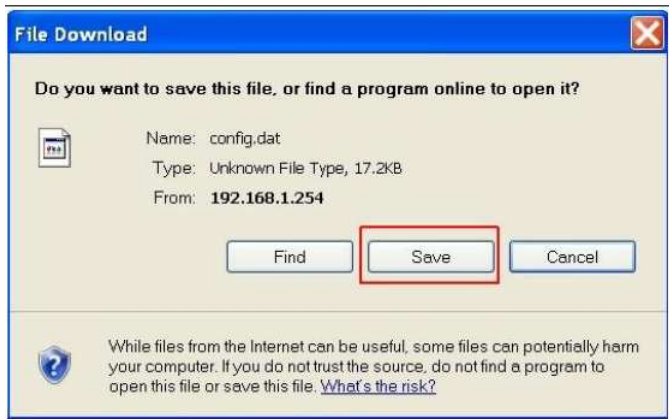 File Download
Do you want to save this file, or find a program online to open it?
Name: config.dat
Type: Unknown File Type, 17.2KB
From: 192.168.1.254
Find Save Cancel
While files from the Internet can be useful, some files can potentially harm
your computer. If you do not trust the source, do not find a program to
open this file or save this file. What's the risk?